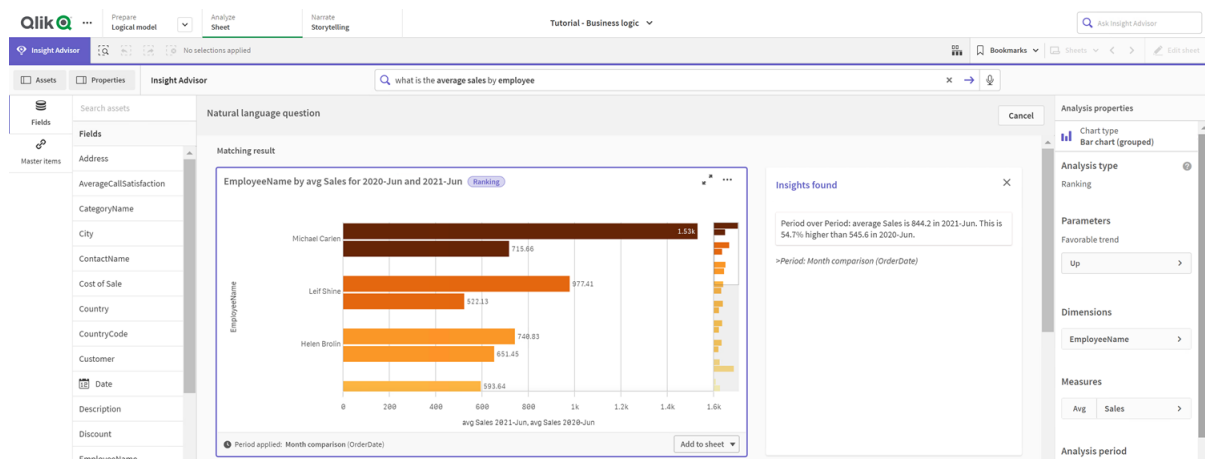 Qlik
Prepare
Logical model
Analyze
Sheet
Narrate
Storytelling
Tutorial - Business logic
Ask Insight Advisor
Insight Advisor
No selections applied
Bookmarks
Sheets
Edit sheet
Assets
Properties
Insight Advisor
what is the average sales by employee
Fields
Master items
Search assets
Fields
Address
AverageCallSatisfaction
CategoryName
City
ContactName
Cost of Sale
Country
CountryCode
Customer
Date
Description
Discount
EmployeeName
Natural language question
Cancel
Matching result
EmployeeName by avg Sales for 2020-Jun and 2021-Jun Ranking
EmployeeName
Michael Carlen
1.53k
715.66
Leif Shine
977.41
522.13
Helen Brolin
740.83
651.45
593.64
0 200 400 600 800 1k 1.2k 1.4k 1.6k
avg Sales 2021-Jun, avg Sales 2020-Jun
Period applied: Month comparison (OrderDate)
Add to sheet
Insights found
Period over Period: average Sales is 844.2 in 2021-Jun. This is
54.7% higher than 545.6 in 2020-Jun.
>Period: Month comparison (OrderDate)
Analysis properties
Chart type
Bar chart (grouped)
Analysis type
Ranking
Parameters
Favorable trend
Up
Dimensions
EmployeeName
Measures
Avg Sales
Analysis period